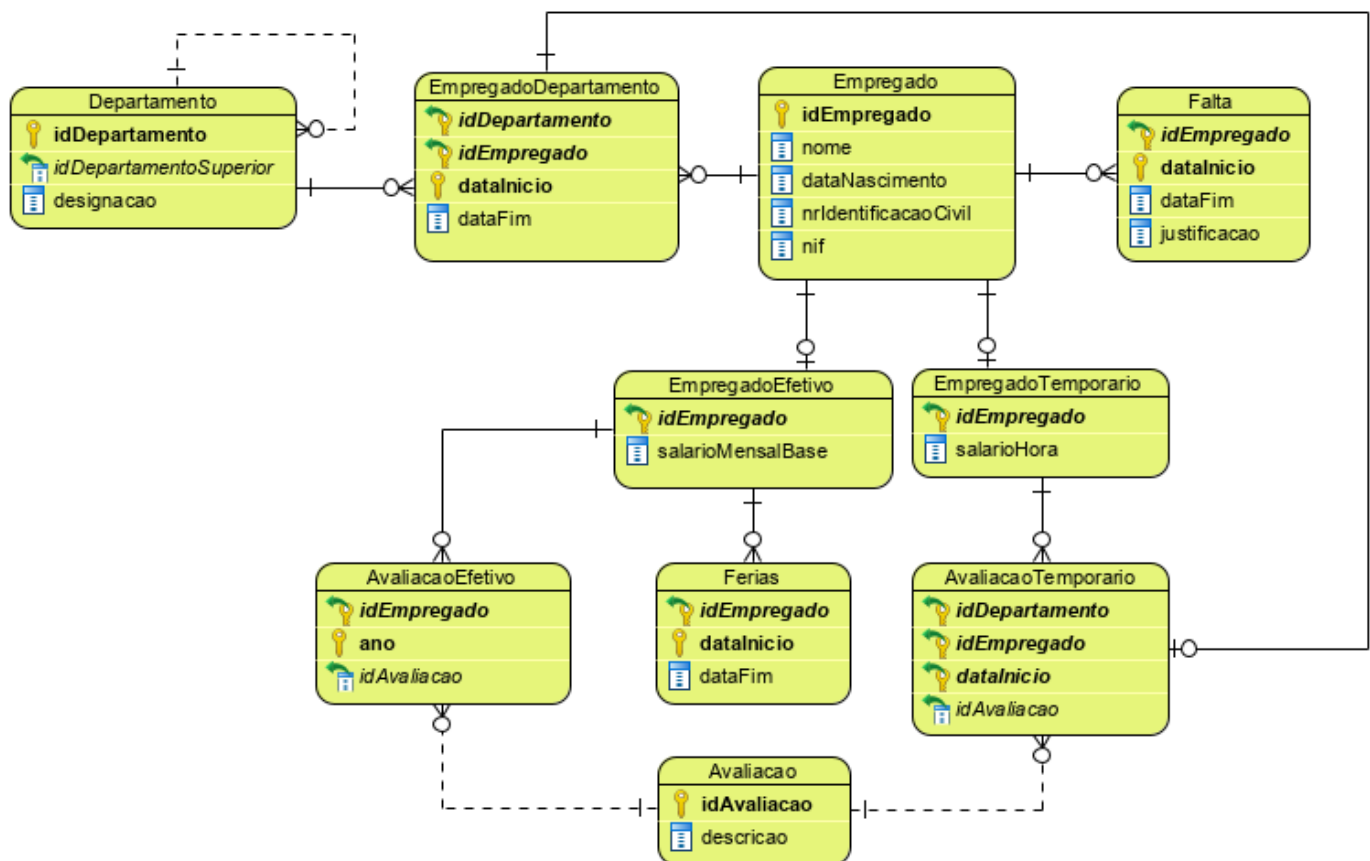 Departamento
idDepartamento
idDepartamentoSuperior
designacao
EmpregadoDepartamento
idDepartamento
idEmpregado
dataInicio
dataFim
Empregado
idEmpregado
nome
dataNascimento
nrIdentificacaoCivil
nif
Falta
idEmpregado
dataInicio
dataFim
justificacao
EmpregadoEfetivo
idEmpregado
salarioMensalBase
EmpregadoTemporario
idEmpregado
salarioHora
AvaliacaoEfetivo
idEmpregado
ano
idAvaliacao
Ferias
idEmpregado
dataInicio
dataFim
AvaliacaoTemporario
idDepartamento
idEmpregado
dataInicio
idAvaliacao
Avaliacao
idAvaliacao
descricao